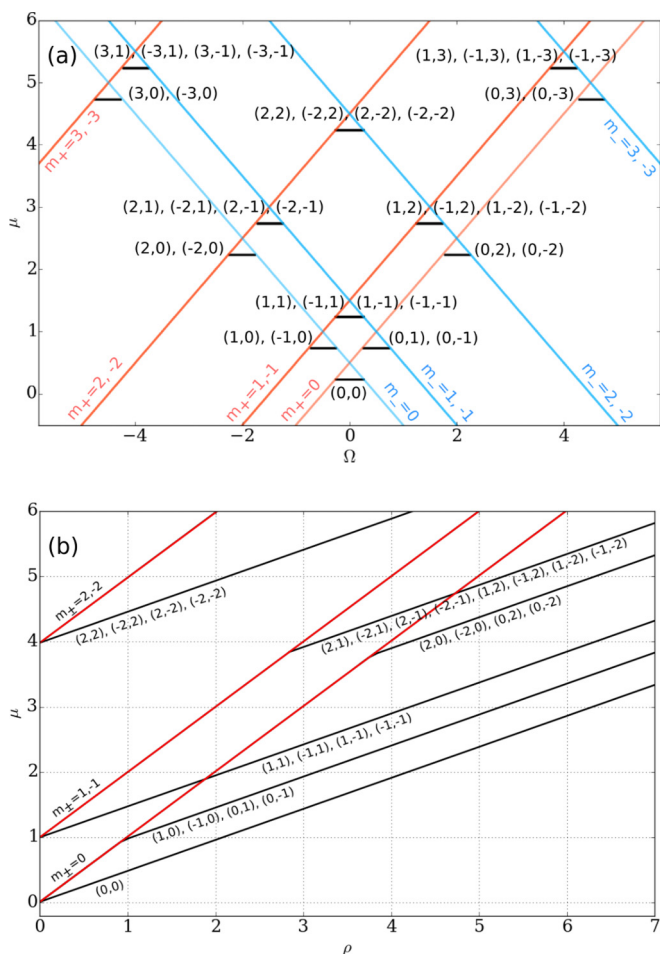 (a)
(3,1), (-3,1), (3,-1), (-3,-1)
(1,3), (-1,3), (1,-3), (-1,-3)
(3,0), (-3,0)
(0,3), (0,-3)
(2,2), (-2,2), (2,-2), (-2,-2)
m+=3, -3
m_=3, -3
(2,1), (-2,1), (2,-1), (-2,-1)
(1,2), (-1,2), (1,-2), (-1,-2)
(2,0), (-2,0)
(0,2), (0,-2)
(1,1), (-1,1), (1,-1), (-1,-1)
(1,0), (-1,0)
(0,1), (0,-1)
(0,0)
m+=2, -2
m+=1,-1
m+=0
m_=0
m_=1, -1
m_=2, -2
6
5
4
3
2
1
0
μ
−4
−2
0
2
4
Ω
(b)
m±=2,-2
(2,2), (-2,2), (2,-2), (-2,-2)
(2,1), (-2,1), (2,-1), (-2,-1), (1,2), (-1,2), (1,-2), (-1,-2)
(2,0), (-2,0), (0,2), (0,-2)
m±=1,-1
(1,1), (-1,1), (1,-1), (-1,-1)
(1,0), (-1,0), (0,1), (0,-1)
m±=0
(0,0)
6
5
4
3
2
1
0
μ
0
1
2
3
4
5
6
7
ρ